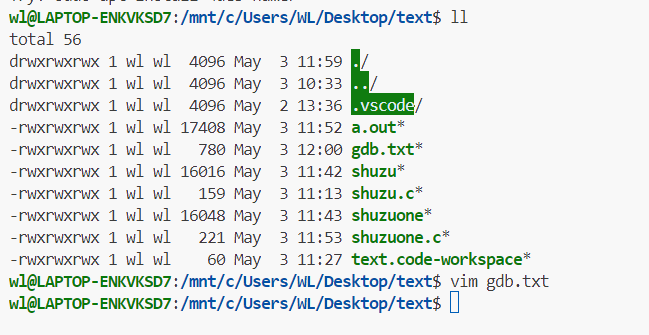 wl@LAPTOP-ENKVKSD7:/mnt/c/Users/WL/Desktop/text$ ll
total 56
drwxrwxrwx 1 wl wl  4096 May  3 11:59 ./
drwxrwxrwx 1 wl wl  4096 May  3 10:33 ../
drwxrwxrwx 1 wl wl  4096 May  2 13:36 .vscode/
-rwxrwxrwx 1 wl wl 17408 May  3 11:52 a.out*
-rwxrwxrwx 1 wl wl   780 May  3 12:00 gdb.txt*
-rwxrwxrwx 1 wl wl 16016 May  3 11:42 shuzu*
-rwxrwxrwx 1 wl wl   159 May  3 11:13 shuzu.c*
-rwxrwxrwx 1 wl wl 16048 May  3 11:43 shuzuone*
-rwxrwxrwx 1 wl wl   221 May  3 11:53 shuzuone.c*
-rwxrwxrwx 1 wl wl    60 May  3 11:27 text.code-workspace*
wl@LAPTOP-ENKVKSD7:/mnt/c/Users/WL/Desktop/text$ vim gdb.txt
wl@LAPTOP-ENKVKSD7:/mnt/c/Users/WL/Desktop/text$